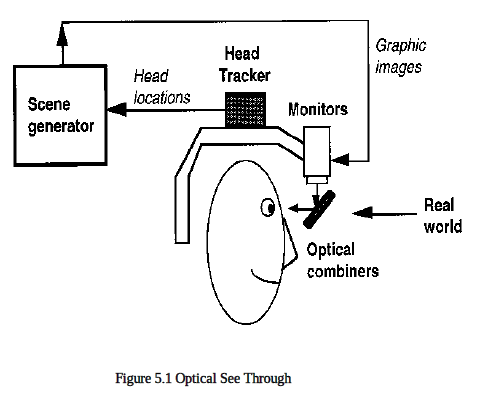 Graphic
images
Head
Tracker
Head
locations
Scene
generator
Monitors
Real
world
Optical
combiners
Figure 5.1 Optical See Through